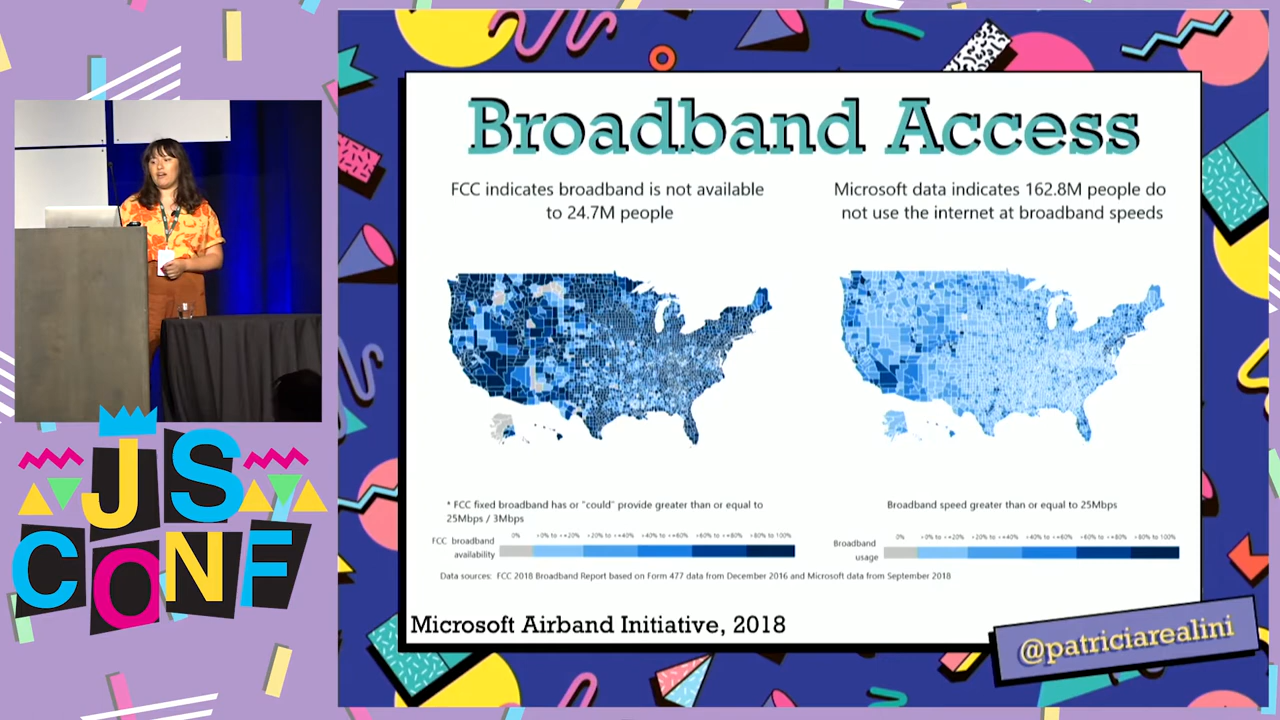 Broadband Access
FCC indicates broadband is not available
to 24.7M people
Microsoft data indicates 162.8M people do
not use the internet at broadband speeds
* FCC fixed broadband has or "could" provide greater than or equal to
25Mbps / 3Mbps
FCC broadband
availability
0%
Broadband speed greater than or equal to 25Mbps
Broadband
usage
0%
Data sources: FCC 2018 Broadband Report based on Form 477 data from December 2016 and Microsoft data from September 2018
Microsoft Airband Initiative, 2018
@patriciarealini
JS
CONF